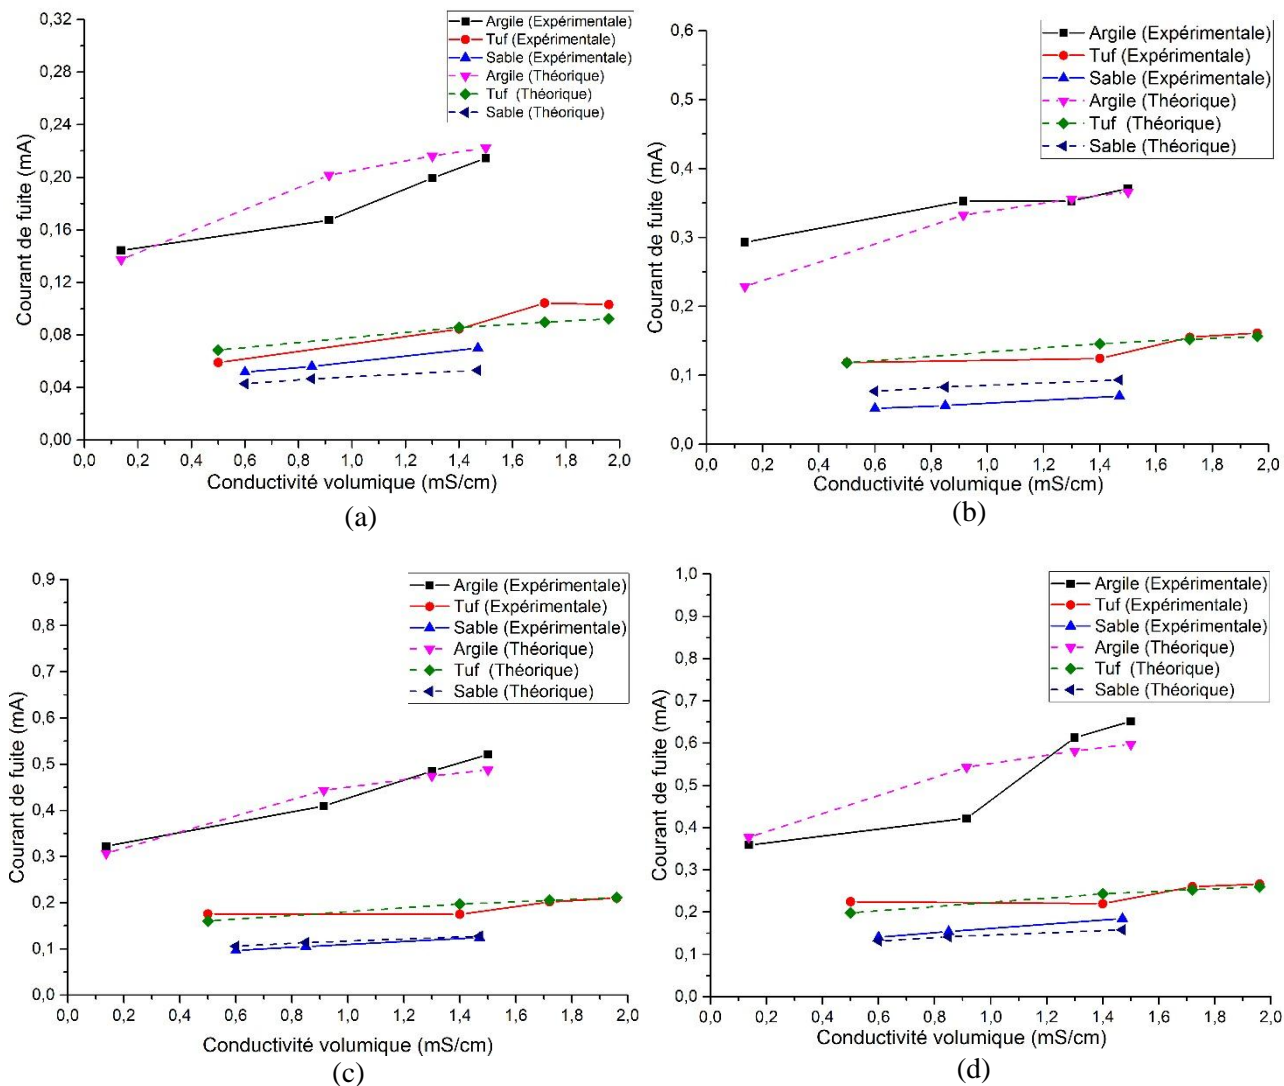 0,32
0,28
0,24
0,20
0,16
0,12
0,08
0,04
0,00
Courant de fuite (mA)
Argile (Expérimentale)
Tuf (Expérimentale)
Sable (Expérimentale)
Argile (Théorique)
Tuf (Théorique)
Sable (Théorique)
0,0 0,2 0,4 0,6 0,8 1,0 1,2 1,4 1,6 1,8 2,0
Conductivité volumique (mS/cm)
(a)
0,6
0,5
0,4
0,3
0,2
0,1
0,0
Courant de fuite (mA)
Argile (Expérimentale)
Tuf (Expérimentale)
Sable (Expérimentale)
Argile (Théorique)
Tuf (Théorique)
Sable (Théorique)
0,0 0,2 0,4 0,6 0,8 1,0 1,2 1,4 1,6 1,8 2,0
Conductivité volumique (mS/cm)
(b)
0,9
0,8
0,7
0,6
0,5
0,4
0,3
0,2
0,1
0,0
Courant de fuite (mA)
Argile (Expérimentale)
Tuf (Expérimentale)
Sable (Expérimentale)
Argile (Théorique)
Tuf (Théorique)
Sable (Théorique)
0,0 0,2 0,4 0,6 0,8 1,0 1,2 1,4 1,6 1,8 2,0
Conductivité volumique (mS/cm)
(c)
1,0
0,9
0,8
0,7
0,6
0,5
0,4
0,3
0,2
0,1
0,0
Courant de fuite (mA)
Argile (Expérimentale)
Tuf (Expérimentale)
Sable (Expérimentale)
Argile (Théorique)
Tuf (Théorique)
Sable (Théorique)
0,0 0,2 0,4 0,6 0,8 1,0 1,2 1,4 1,6 1,8 2,0
Conductivité volumique (mS/cm)
(d)